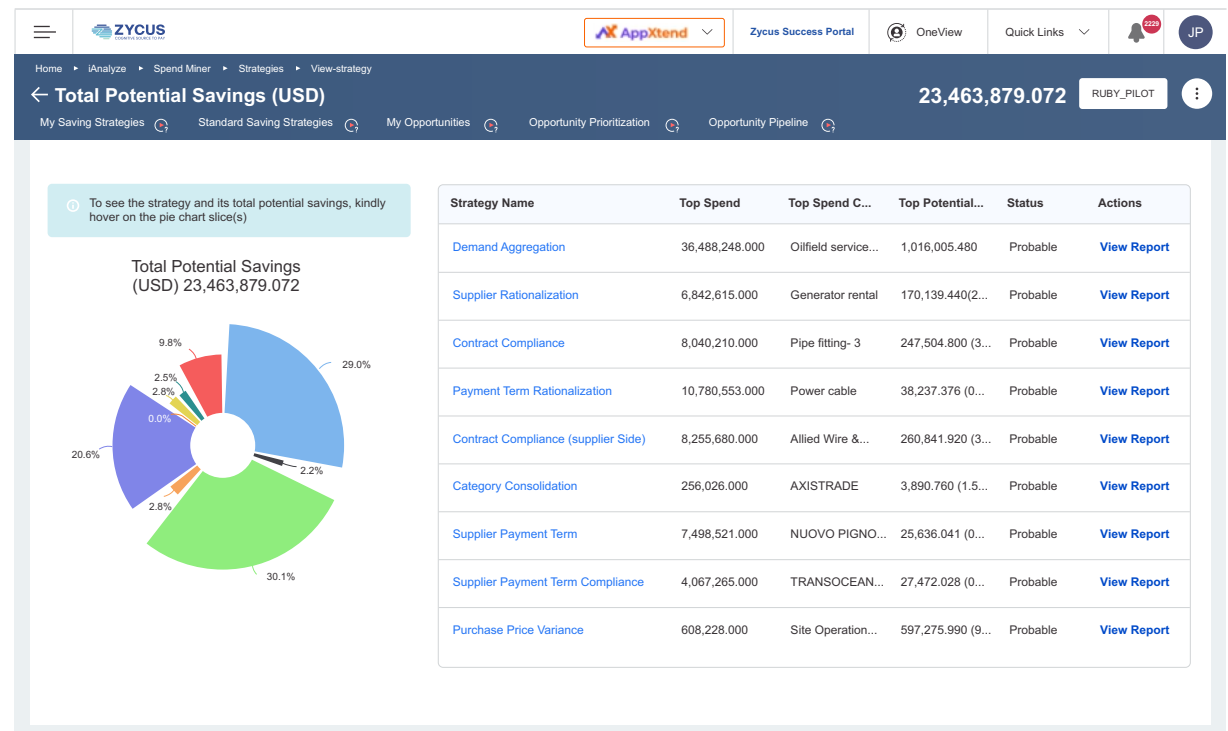 ZYCUS
AppXtend
Zycus Success Portal
OneView
Quick Links
2229
JP
Home ▸ iAnalyze ▸ Spend Miner ▸ Strategies ▸ View-strategy
Total Potential Savings (USD)
23,463,879.072
RUBY_PILOT
My Saving Strategies
Standard Saving Strategies
My Opportunities
Opportunity Prioritization
Opportunity Pipeline
To see the strategy and its total potential savings, kindly
hover on the pie chart slice(s)
Total Potential Savings
(USD) 23,463,879.072
9.8%
29.0%
2.5%
2.8%
0.0%
20.6%
2.2%
2.8%
30.1%
Strategy Name Top Spend Top Spend C... Top Potential... Status Actions
Demand Aggregation 36,488,248.000 Oilfield service... 1,016,005.480 Probable View Report
Supplier Rationalization 6,842,615.000 Generator rental 170,139.440(2... Probable View Report
Contract Compliance 8,040,210.000 Pipe fitting- 3 247,504.800 (3... Probable View Report
Payment Term Rationalization 10,780,553.000 Power cable 38,237.376 (0... Probable View Report
Contract Compliance (supplier Side) 8,255,680.000 Allied Wire &... 260,841.920 (3... Probable View Report
Category Consolidation 256,026.000 AXISTRADE 3,890.760 (1.5... Probable View Report
Supplier Payment Term 7,498,521.000 NUOVO PIGNO... 25,636.041 (0... Probable View Report
Supplier Payment Term Compliance 4,067,265.000 TRANSOCEAN... 27,472.028 (0... Probable View Report
Purchase Price Variance 608,228.000 Site Operation... 597,275.990 (9... Probable View Report